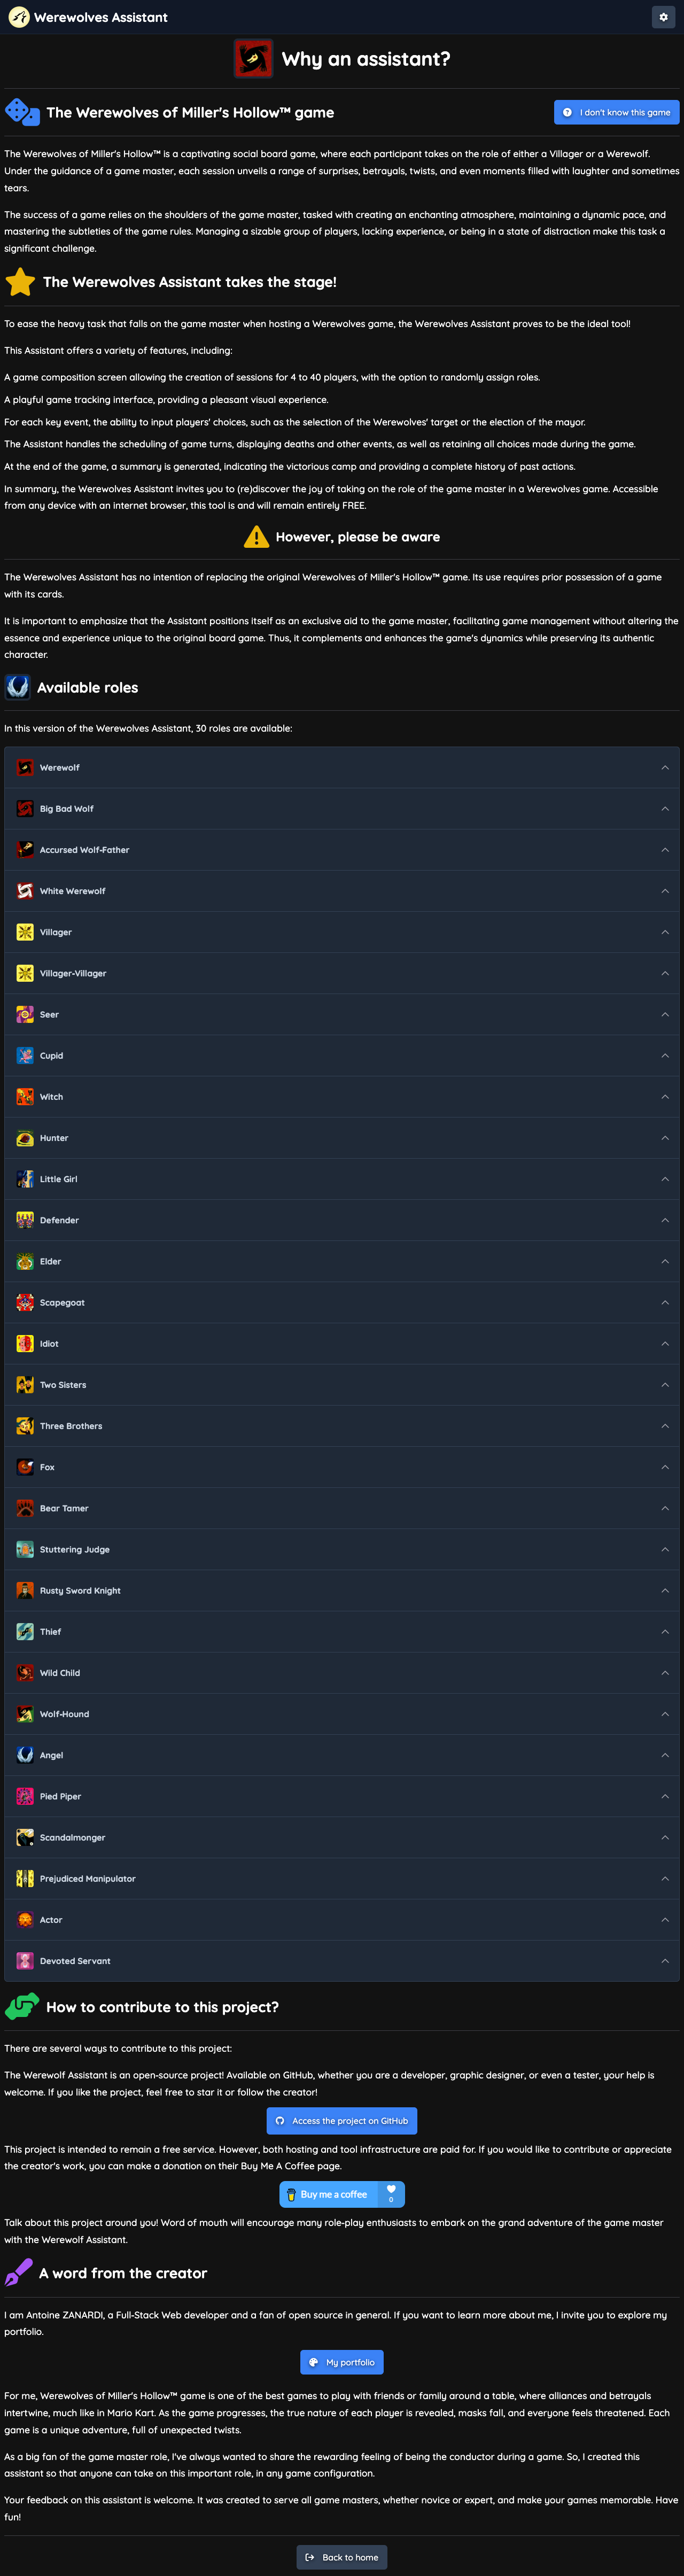 Werewolves Assistant
Why an assistant?
The Werewolves of Miller's Hollow™ game
I don't know this game
The Werewolves of Miller's Hollow™ is a captivating social board game, where each participant takes on the role of either a Villager or a Werewolf.
Under the guidance of a game master, each session unveils a range of surprises, betrayals, twists, and even moments filled with laughter and sometimes
tears.
The success of a game relies on the shoulders of the game master, tasked with creating an enchanting atmosphere, maintaining a dynamic pace, and
mastering the subtleties of the game rules. Managing a sizable group of players, lacking experience, or being in a state of distraction make this task a
significant challenge.
The Werewolves Assistant takes the stage!
To ease the heavy task that falls on the game master when hosting a Werewolves game, the Werewolves Assistant proves to be the ideal tool!
This Assistant offers a variety of features, including:
A game composition screen allowing the creation of sessions for 4 to 40 players, with the option to randomly assign roles.
A playful game tracking interface, providing a pleasant visual experience.
For each key event, the ability to input players' choices, such as the selection of the Werewolves' target or the election of the mayor.
The Assistant handles the scheduling of game turns, displaying deaths and other events, as well as retaining all choices made during the game.
At the end of the game, a summary is generated, indicating the victorious camp and providing a complete history of past actions.
In summary, the Werewolves Assistant invites you to (re)discover the joy of taking on the role of the game master in a Werewolves game. Accessible
from any device with an internet browser, this tool is and will remain entirely FREE.
However, please be aware
The Werewolves Assistant has no intention of replacing the original Werewolves of Miller's Hollow™ game. Its use requires prior possession of a game
with its cards.
It is important to emphasize that the Assistant positions itself as an exclusive aid to the game master, facilitating game management without altering the
essence and experience unique to the original board game. Thus, it complements and enhances the game's dynamics while preserving its authentic
character.
Available roles
In this version of the Werewolves Assistant, 30 roles are available:
Werewolf
Big Bad Wolf
Accursed Wolf-Father
White Werewolf
Villager
Villager-Villager
Seer
Cupid
Witch
Hunter
Little Girl
Defender
Elder
Scapegoat
Idiot
Two Sisters
Three Brothers
Fox
Bear Tamer
Stuttering Judge
Rusty Sword Knight
Thief
Wild Child
Wolf-Hound
Angel
Pied Piper
Scandalmonger
Prejudiced Manipulator
Actor
Devoted Servant
How to contribute to this project?
There are several ways to contribute to this project:
The Werewolf Assistant is an open-source project! Available on GitHub, whether you are a developer, graphic designer, or even a tester, your help is
welcome. If you like the project, feel free to star it or follow the creator!
Access the project on GitHub
This project is intended to remain a free service. However, both hosting and tool infrastructure are paid for. If you would like to contribute or appreciate
the creator's work, you can make a donation on their Buy Me A Coffee page.
Buy me a coffee 0
Talk about this project around you! Word of mouth will encourage many role-play enthusiasts to embark on the grand adventure of the game master
with the Werewolf Assistant.
A word from the creator
I am Antoine ZANARDI, a Full-Stack Web developer and a fan of open source in general. If you want to learn more about me, I invite you to explore my
portfolio.
My portfolio
For me, Werewolves of Miller's Hollow™ game is one of the best games to play with friends or family around a table, where alliances and betrayals
intertwine, much like in Mario Kart. As the game progresses, the true nature of each player is revealed, masks fall, and everyone feels threatened. Each
game is a unique adventure, full of unexpected twists.
As a big fan of the game master role, I've always wanted to share the rewarding feeling of being the conductor during a game. So, I created this
assistant so that anyone can take on this important role, in any game configuration.
Your feedback on this assistant is welcome. It was created to serve all game masters, whether novice or expert, and make your games memorable. Have
fun!
Back to home